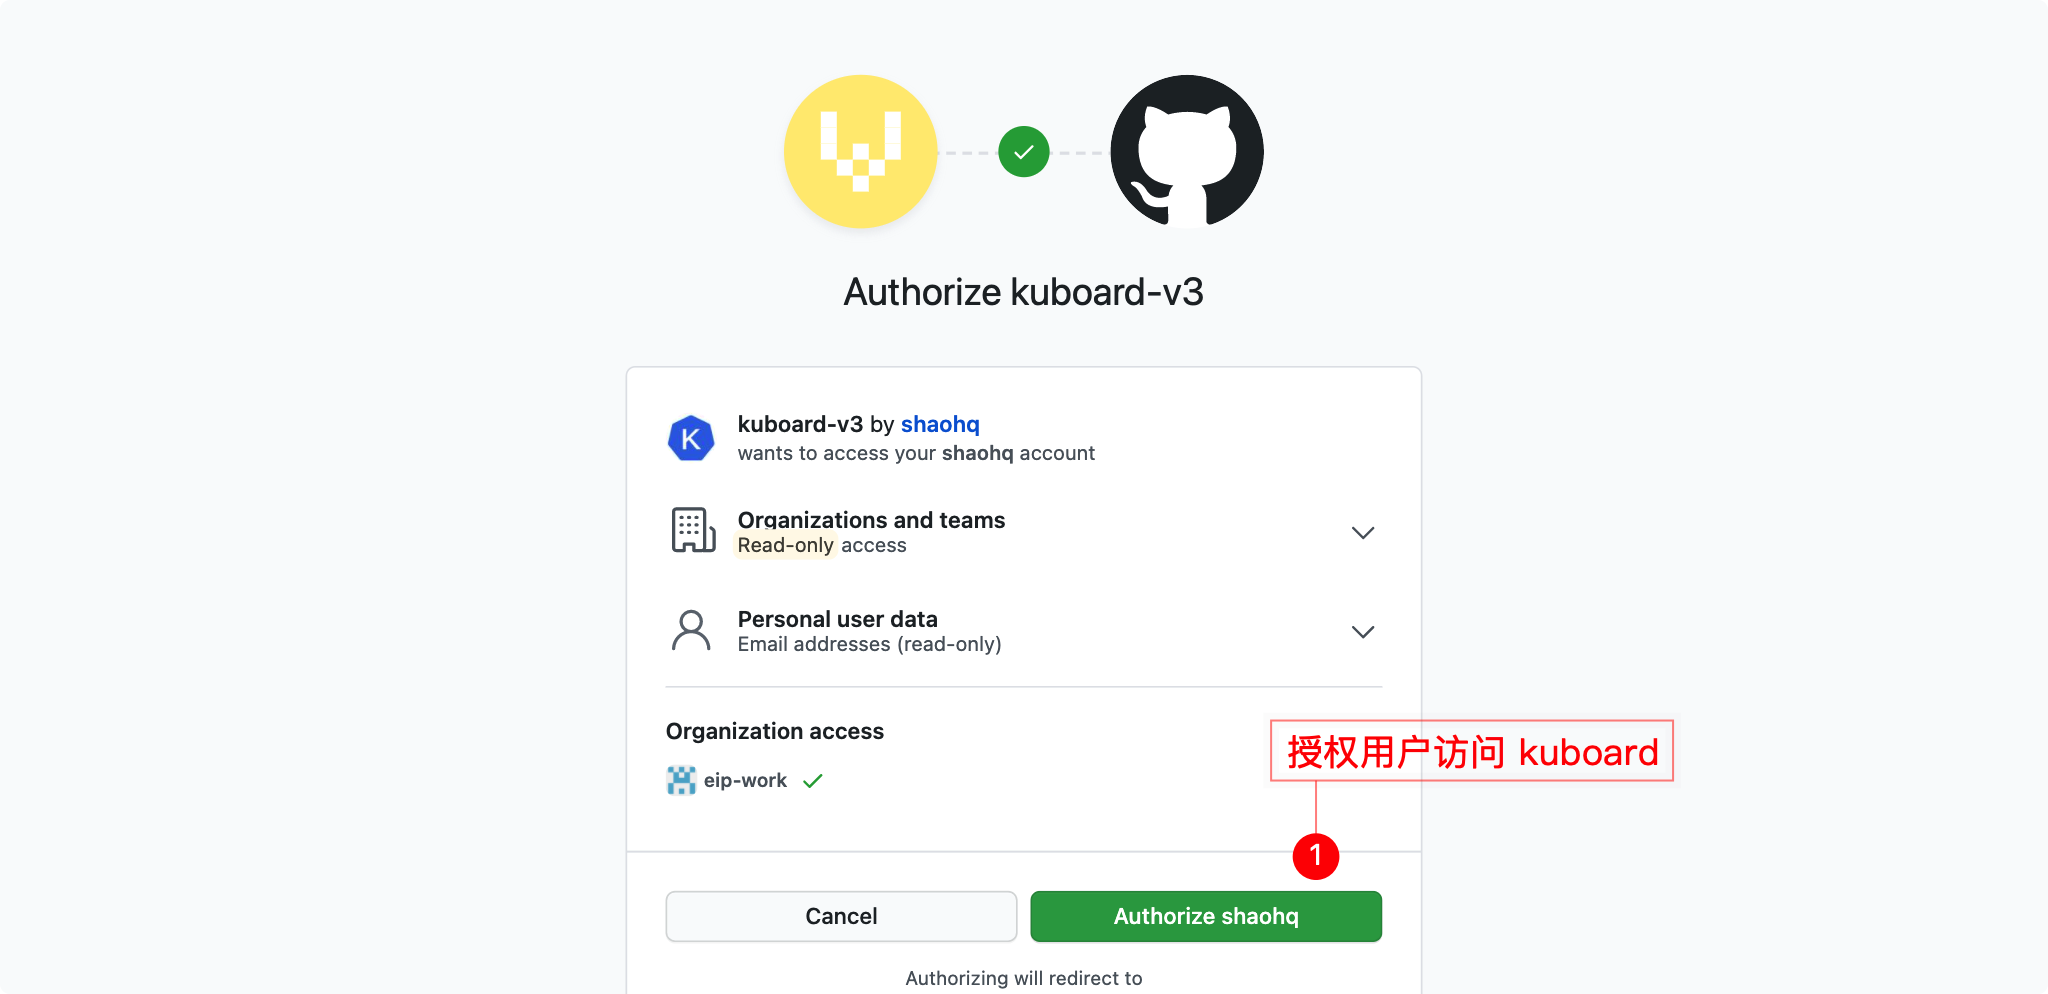 Authorize kuboard-v3
K
kuboard-v3 by shaohq
wants to access your shaohq account
Organizations and teams
Read-only access
Personal user data
Email addresses (read-only)
Organization access
授权用户访问 kuboard
eip-work
1
Cancel
Authorize shaohq
Authorizing will redirect to